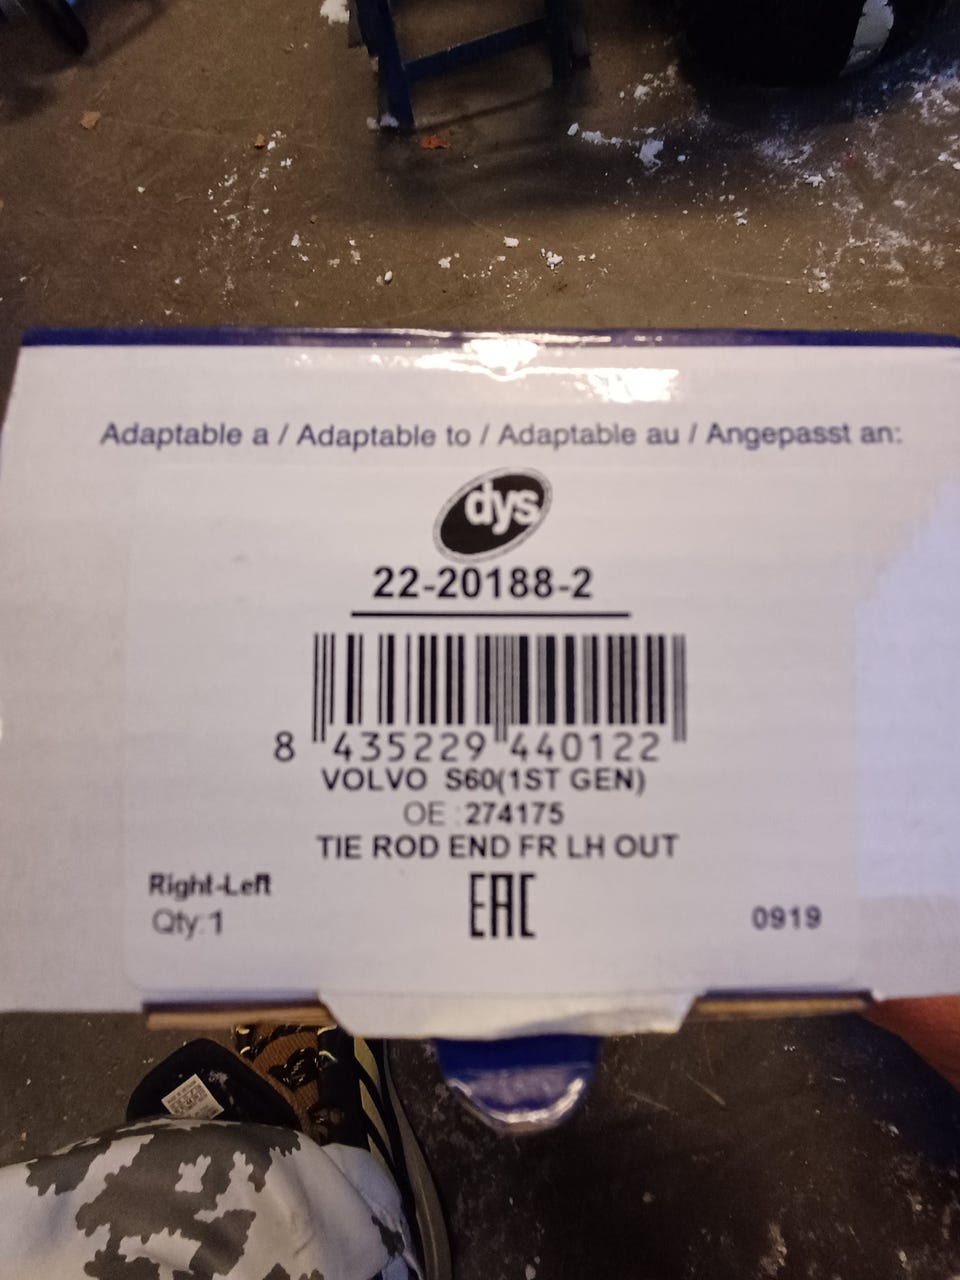 Adaptable a / Adaptable to / Adaptable au / Angepasst an:
dys
22-20188-2
8 435229 440122
VOLVO S60(1ST GEN)
OE : 274175
TIE ROD END FR LH OUT
Right-Left
EAC
Qty:1
0919